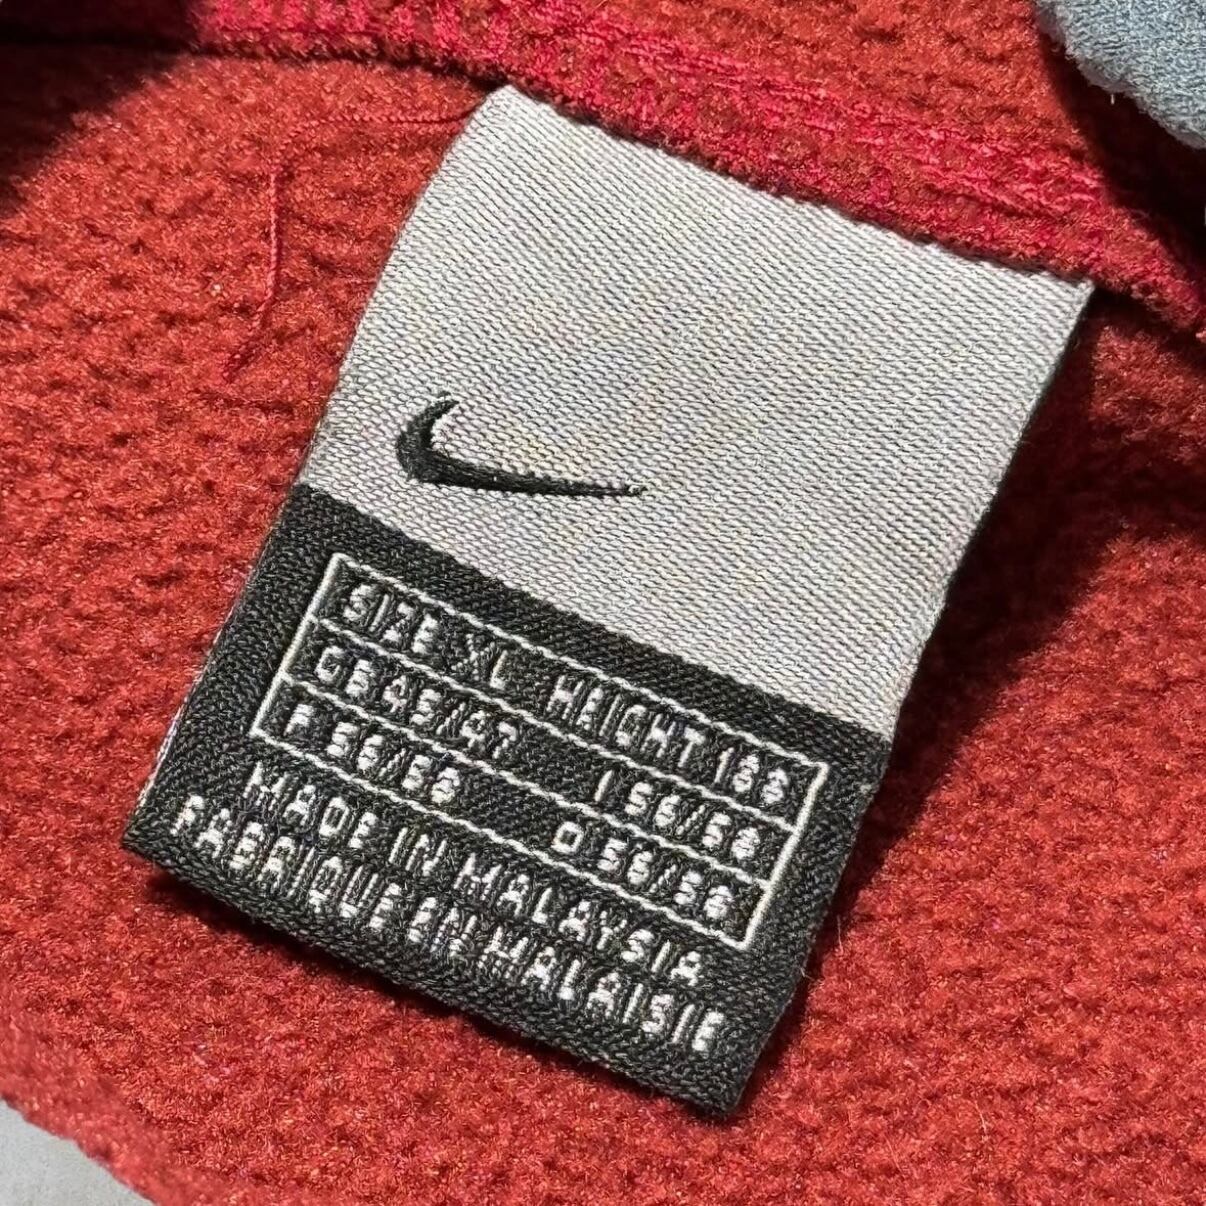 SIZE XL HEIGHT 188
GB 45/47 I 56/58
F 56/58 D 56/58
MADE IN MALAYSIA
FABRIQUE EN MALAISIE